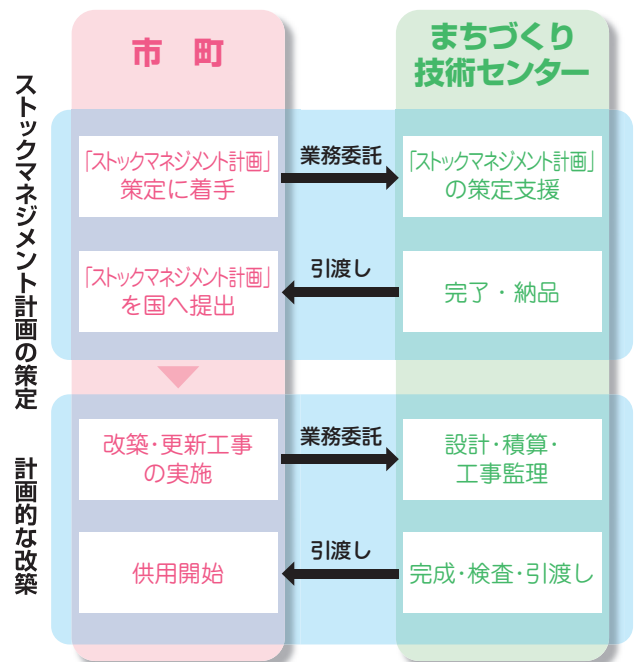 市 町
まちづくり
技術センター
ストックマネジメント計画の策定
「ストックマネジメント計画」
策定に着手
業務委託
「ストックマネジメント計画」
の策定支援
「ストックマネジメント計画」
を国へ提出
引渡し
完了・納品
計画的な改築
改築・更新工事
の実施
業務委託
設計・積算・
工事監理
供用開始
引渡し
完成・検査・引渡し